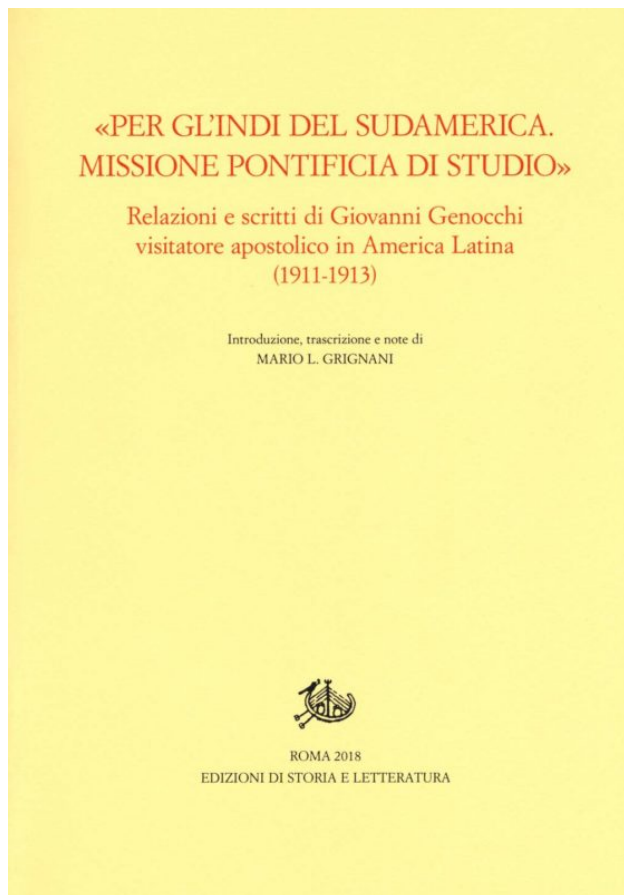 «PER GL'INDI DEL SUDAMERICA.
MISSIONE PONTIFICIA DI STUDIO»
Relazioni e scritti di Giovanni Genocchi
visitatore apostolico in America Latina
(1911-1913)
Introduzione, trascrizione e note di
MARIO L. GRIGNANI
ROMA 2018
EDIZIONI DI STORIA E LETTERATURA